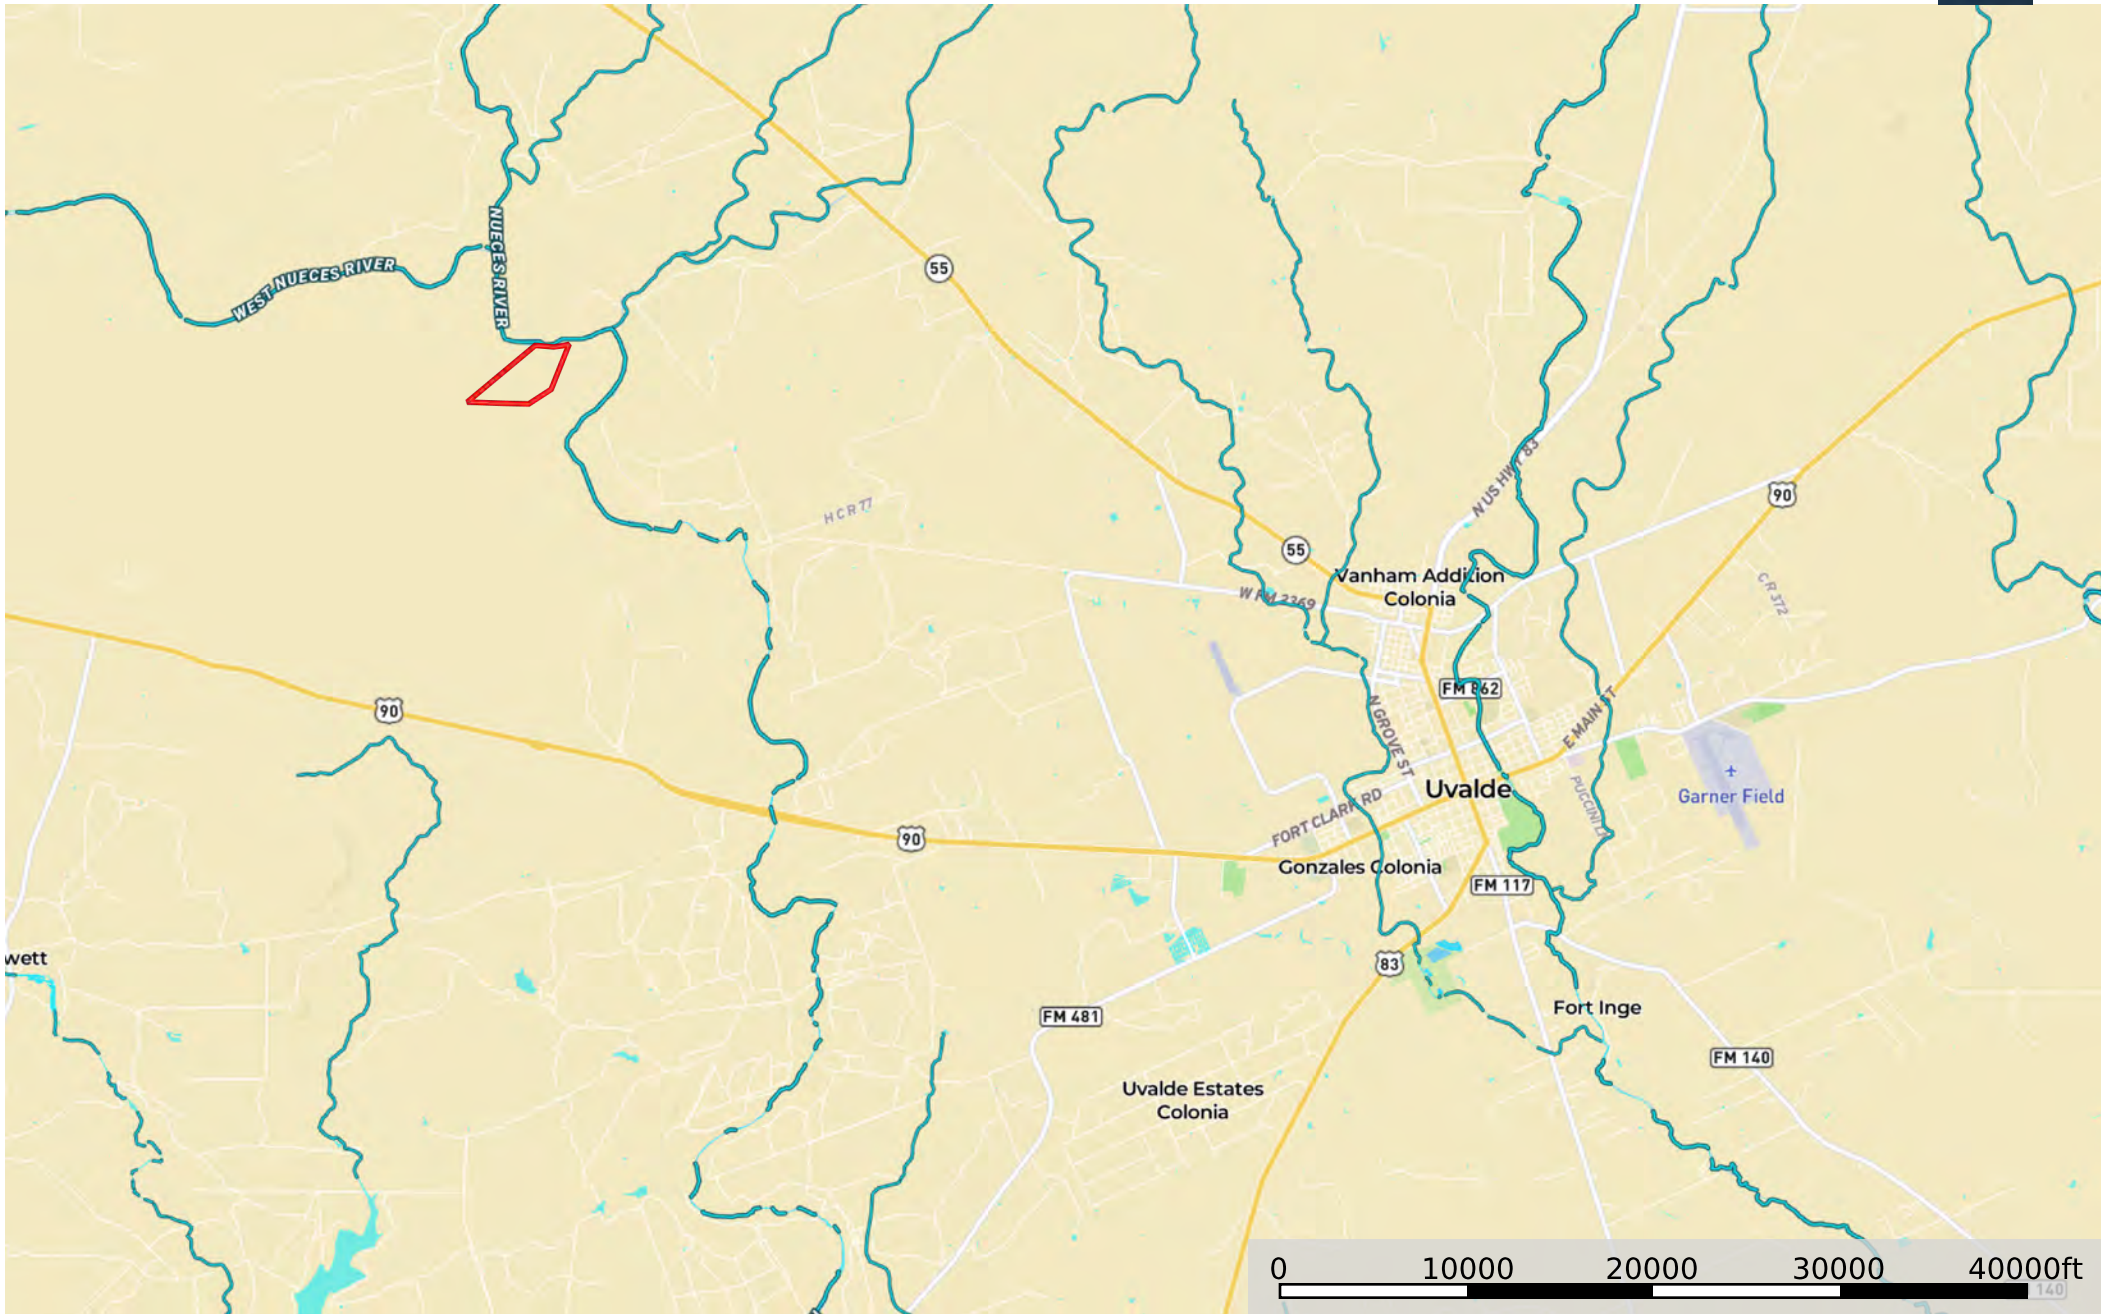 WEST NUECES RIVER
NUECES RIVER
55
N US HWY 83
90
H C R 77
55
Vanham Addition
Colonia
W FM 2369
C R 372
FM 862
90
N GROVE ST
E MAIN ST
Uvalde
PUCCINI LN
Garner Field
FORT CLARK RD
90
Gonzales Colonia
FM 117
wett
83
Fort Inge
FM 481
FM 140
Uvalde Estates
Colonia
0 10000 20000 30000 40000ft
140